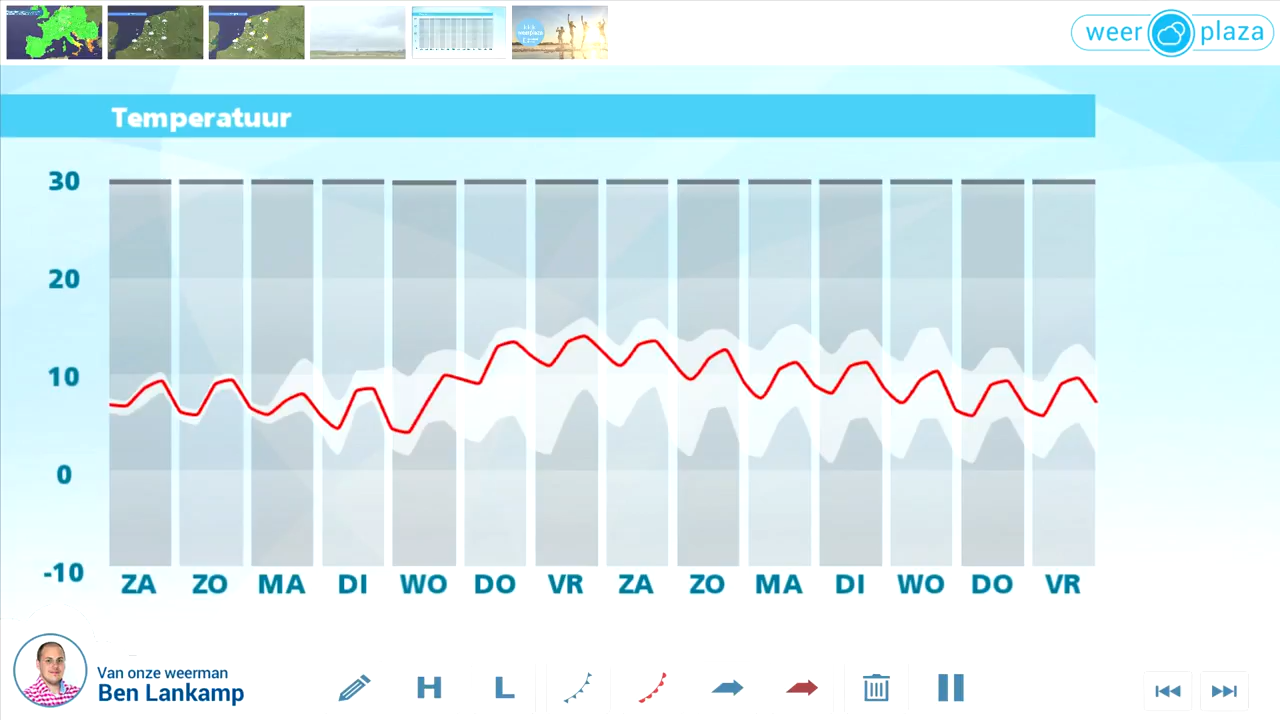 weer plaza
Temperatuur
30
20
10
0
-10
ZA ZO MA DI WO DO VR ZA ZO MA DI WO DO VR
Van onze weerman
Ben Lankamp
H L